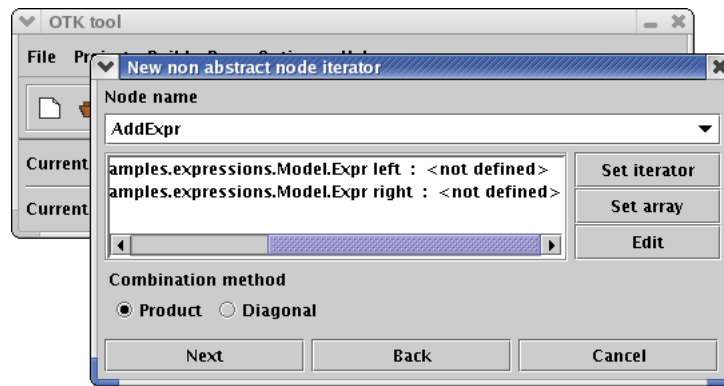 OTK tool
File
New non abstract node iterator
Node name
AddExpr
Current
amples.expressions.Model.Expr left : <not defined>
Set iterator
amples.expressions.Model.Expr right : <not defined>
Current
Set array
Edit
Combination method
Product Diagonal
Next Back Cancel